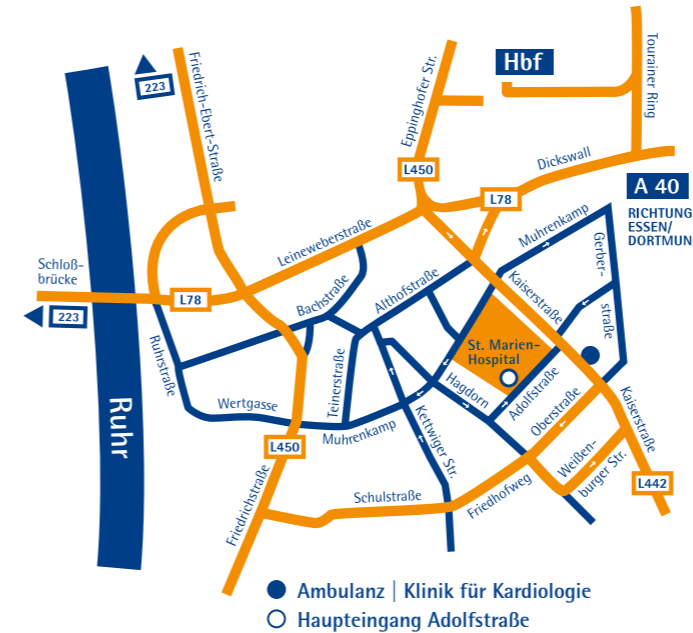 Hbf
Tourainer Ring
Eppinghofer Str.
Friedrich-Ebert-Straße
223
L450
Dickswall
A 40
RICHTUNG
ESSEN/
DORTMUN
L78
Muhrenkamp
Gerber-
straße
Leineweberstraße
Schloß-
brücke
L78
223
Bachstraße
Althofstraße
Kaiserstraße
Ruhrstraße
St. Marien-
Hospital
Teinerstraße
Hagdorn
Adolfstraße
Wertgasse
Muhrenkamp
Kettwiger Str.
Oberstraße
Kaiserstraße
Ruhr
L450
Weißen-
burger Str.
L442
Friedrichstraße
Schulstraße
Friedhofweg
Ambulanz | Klinik für Kardiologie
Haupteingang Adolfstraße